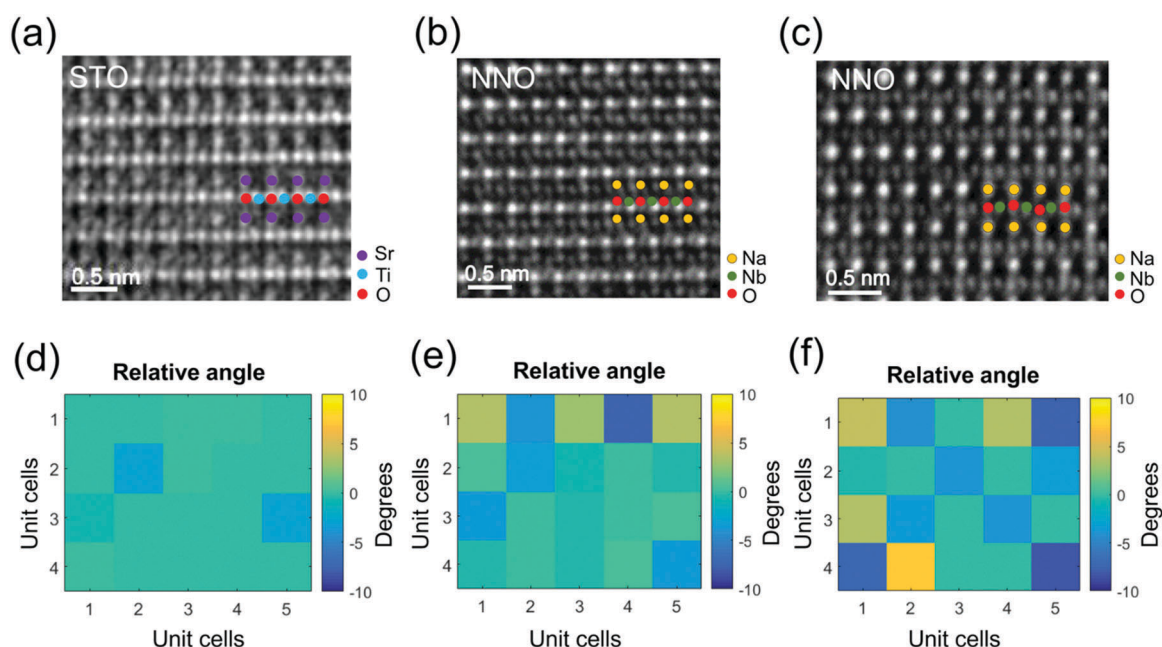 (a)
(b)
(c)
STO
NNO
NNO
0.5 nm
0.5 nm
0.5 nm
Sr
Ti
O
Na
Nb
O
Na
Nb
O
(d)
(e)
(f)
Relative angle
Relative angle
Relative angle
Unit cells
1
2
3
4
1 2 3 4 5
Unit cells
10
5
0
-5
-10
Degrees
Unit cells
1
2
3
4
1 2 3 4 5
Unit cells
10
5
0
-5
-10
Degrees
Unit cells
1
2
3
4
1 2 3 4 5
Unit cells
10
5
0
-5
-10
Degrees